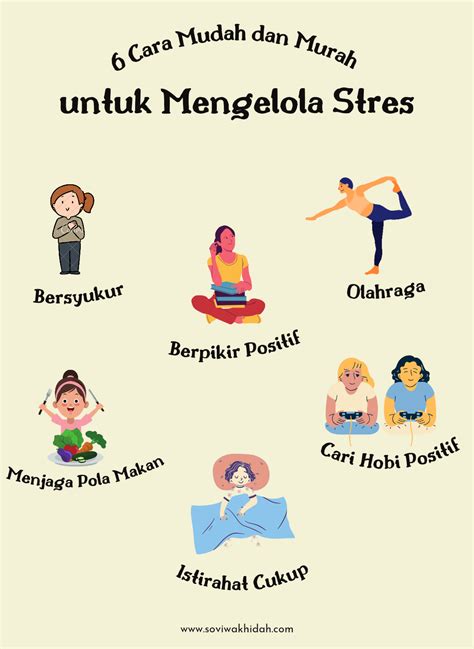 6 Cara Mudah dan Murah
untuk Mengelola Stres
Bersyukur
Berpikir Positif
Olahraga
Menjaga Pola Makan
Cari Hobi Positif
Istirahat Cukup
www.soviwakhidah.com